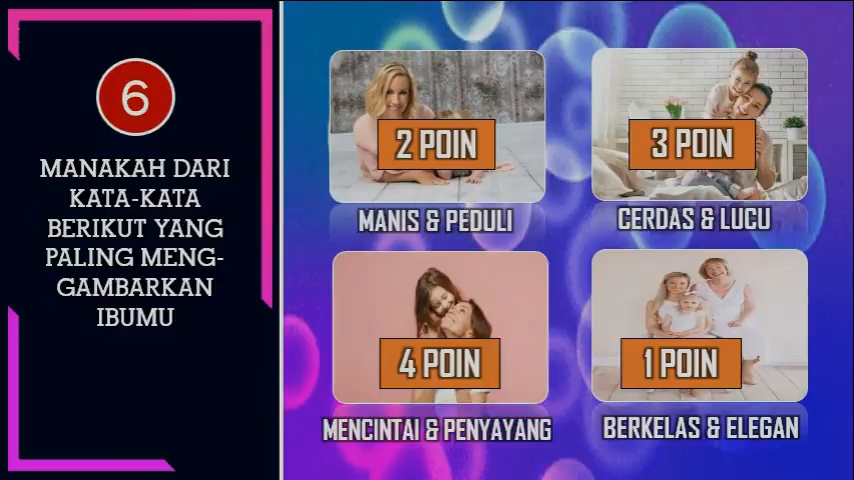 6
MANAKAH DARI
KATA-KATA
BERIKUT YANG
PALING MENG-
GAMBARKAN
IBUMU
2 POIN
MANIS & PEDULI
3 POIN
CERDAS & LUCU
4 POIN
MENCINTAI & PENYAYANG
1 POIN
BERKELAS & ELEGAN